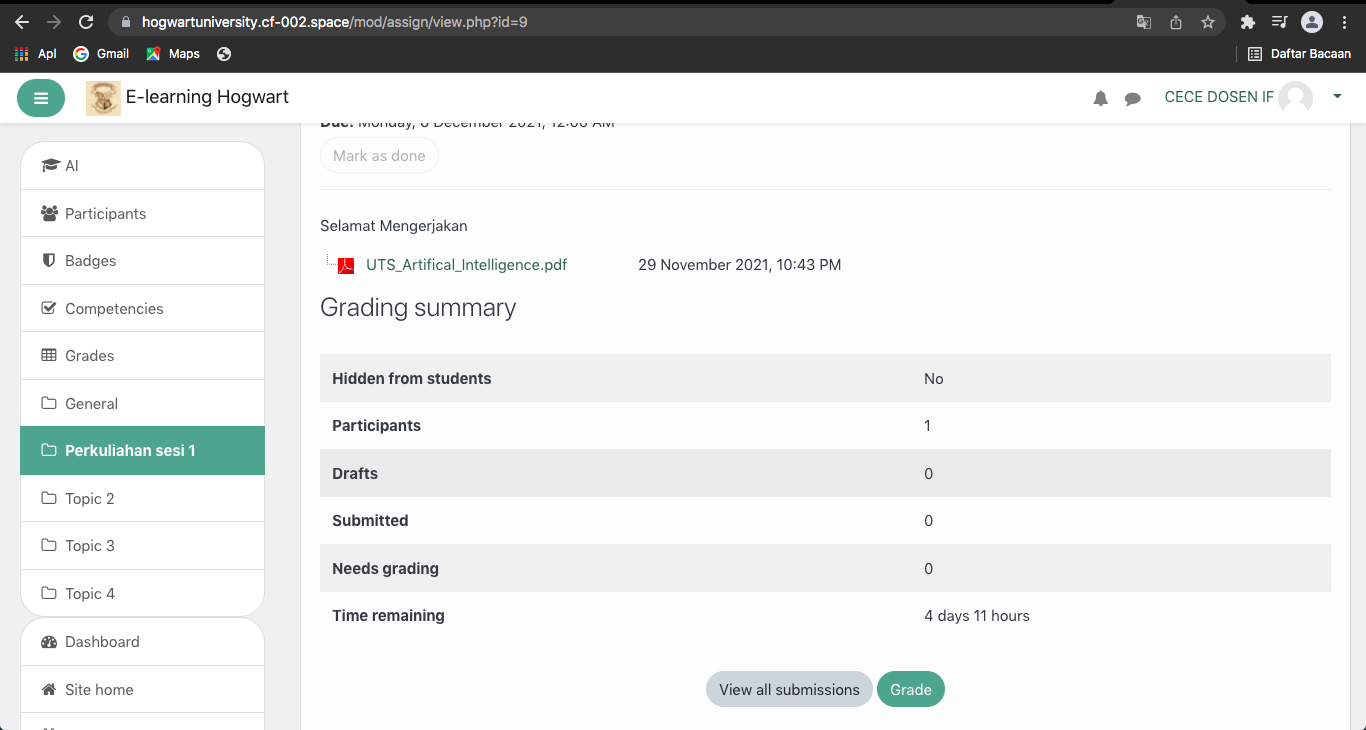 hogwartuniversity.cf-002.space/mod/assign/view.php?id=9
Apl Gmail Maps Daftar Bacaan
E-learning Hogwart CECE DOSEN IF
Due: Monday, 6 December 2021, 12:00 AM
Mark as done
Selamat Mengerjakan
UTS_Artifical_Intelligence.pdf 29 November 2021, 10:43 PM
Grading summary
Hidden from students No
Participants 1
Drafts 0
Submitted 0
Needs grading 0
Time remaining 4 days 11 hours
View all submissions Grade
AI
Participants
Badges
Competencies
Grades
General
Perkuliahan sesi 1
Topic 2
Topic 3
Topic 4
Dashboard
Site home